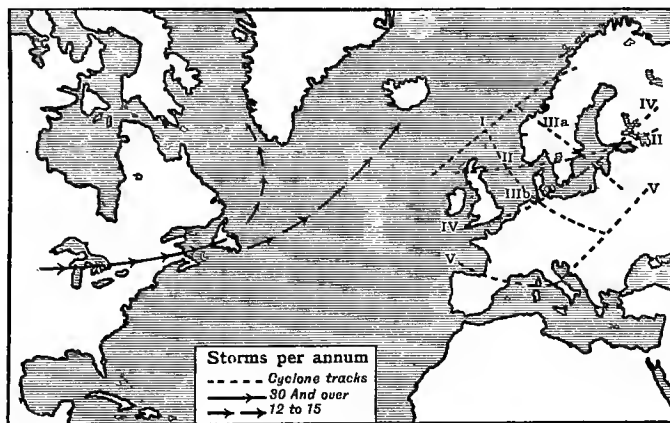 I
IIIa
IV
II
II
IIIb
V
IV
V
Storms per annum
Cyclone tracks
30 And over
12 to 15